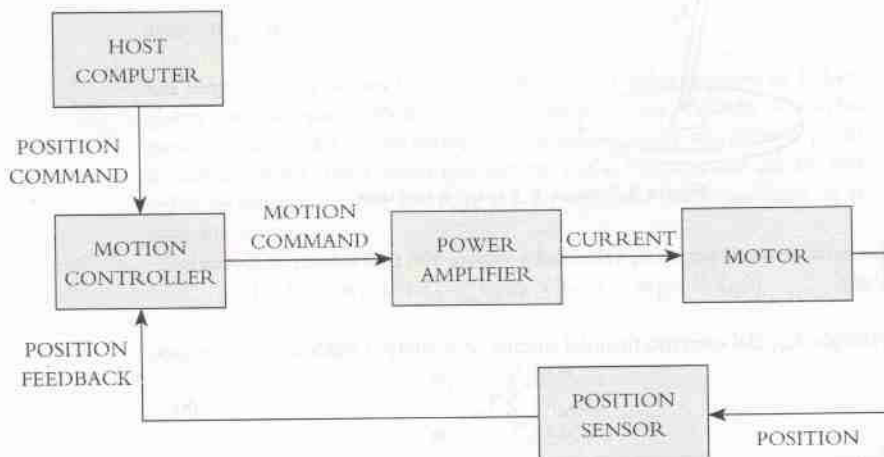 HOST
COMPUTER
POSITION
COMMAND
MOTION
CONTROLLER
MOTION
COMMAND
POWER
AMPLIFIER
CURRENT
MOTOR
POSITION
FEEDBACK
POSITION
SENSOR
POSITION